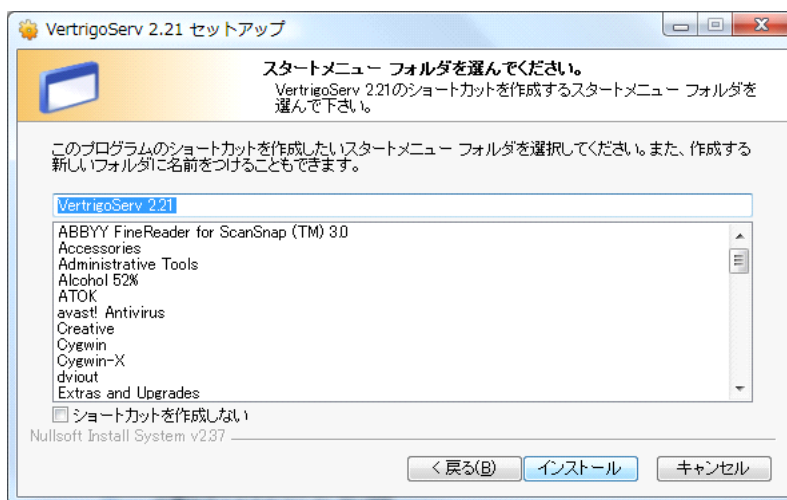 VertrigoServ 2.21 セットアップ
スタートメニュー フォルダを選んでください。
VertrigoServ 2.21のショートカットを作成するスタートメニュー フォルダを
選んで下さい。
このプログラムのショートカットを作成したいスタートメニュー フォルダを選択してください。また、作成する
新しいフォルダに名前をつけることもできます。
VertrigoServ 2.21
ABBYY FineReader for ScanSnap (TM) 3.0
Accessories
Administrative Tools
Alcohol 52%
ATOK
avast! Antivirus
Creative
Cygwin
Cygwin-X
dviout
Extras and Upgrades
ショートカットを作成しない
Nullsoft Install System v2.37
< 戻る(B) インストール キャンセル